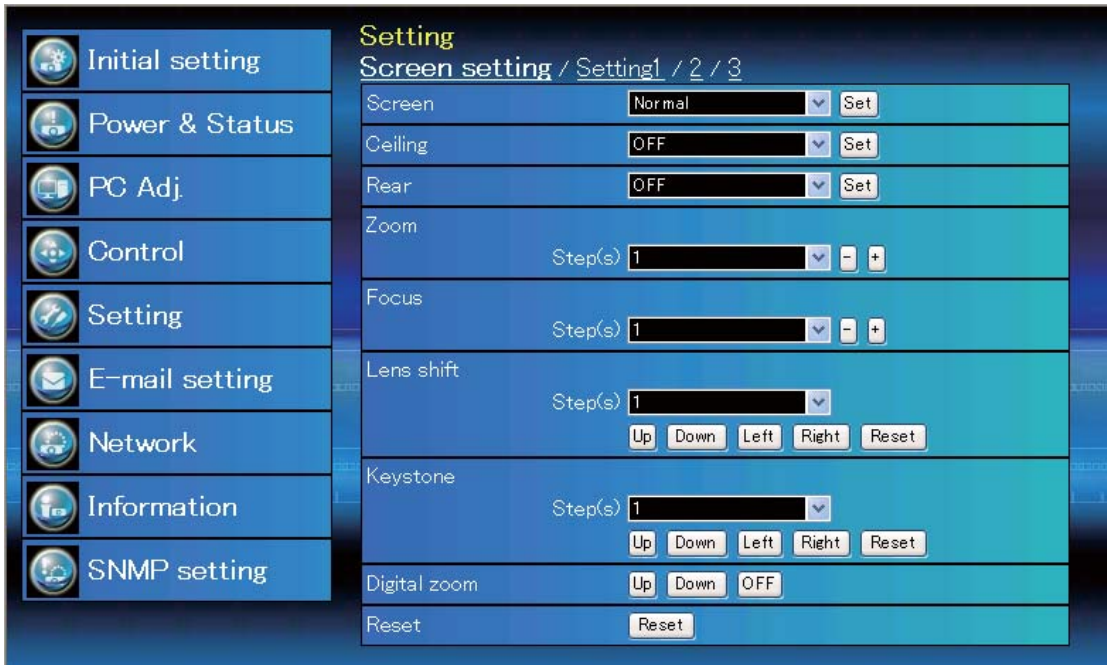 Initial setting
Power & Status
PC Adj.
Control
Setting
E-mail setting
Network
Information
SNMP setting
Setting
Screen setting / Setting1 / 2 / 3
Screen Normal Set
Ceiling OFF Set
Rear OFF Set
Zoom
Step(s) 1 - +
Focus
Step(s) 1 - +
Lens shift
Step(s) 1
Up Down Left Right Reset
Keystone
Step(s) 1
Up Down Left Right Reset
Digital zoom Up Down OFF
Reset Reset